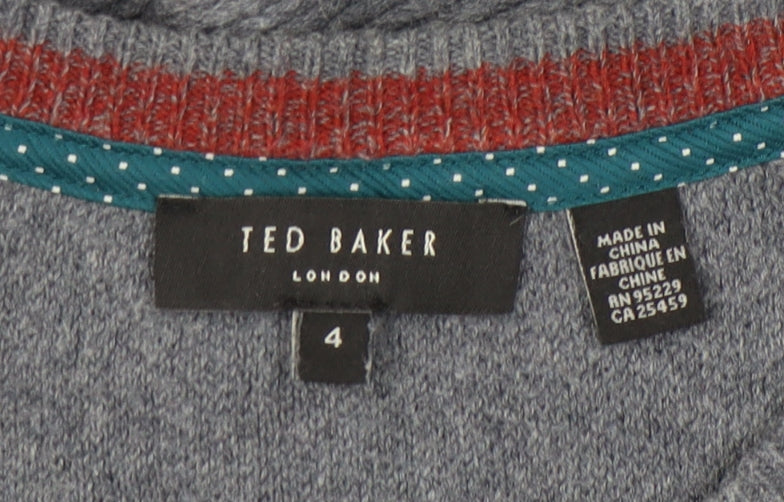 TED BAKER
LONDON
4
MADE IN
CHINA
FABRIQUE EN
CHINE
RN 95229
CA 25459